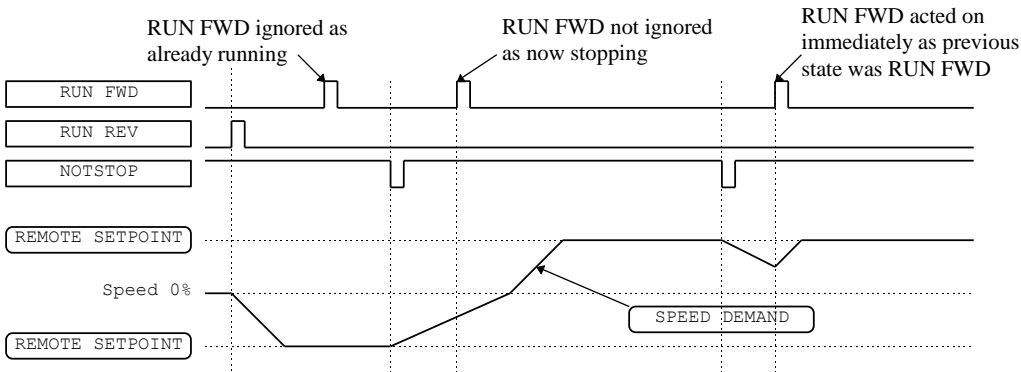 RUN FWD ignored as
already running
RUN FWD not ignored
as now stopping
RUN FWD acted on
immediately as previous
state was RUN FWD
RUN FWD
RUN REV
NOTSTOP
REMOTE SETPOINT
Speed 0%
SPEED DEMAND
REMOTE SETPOINT